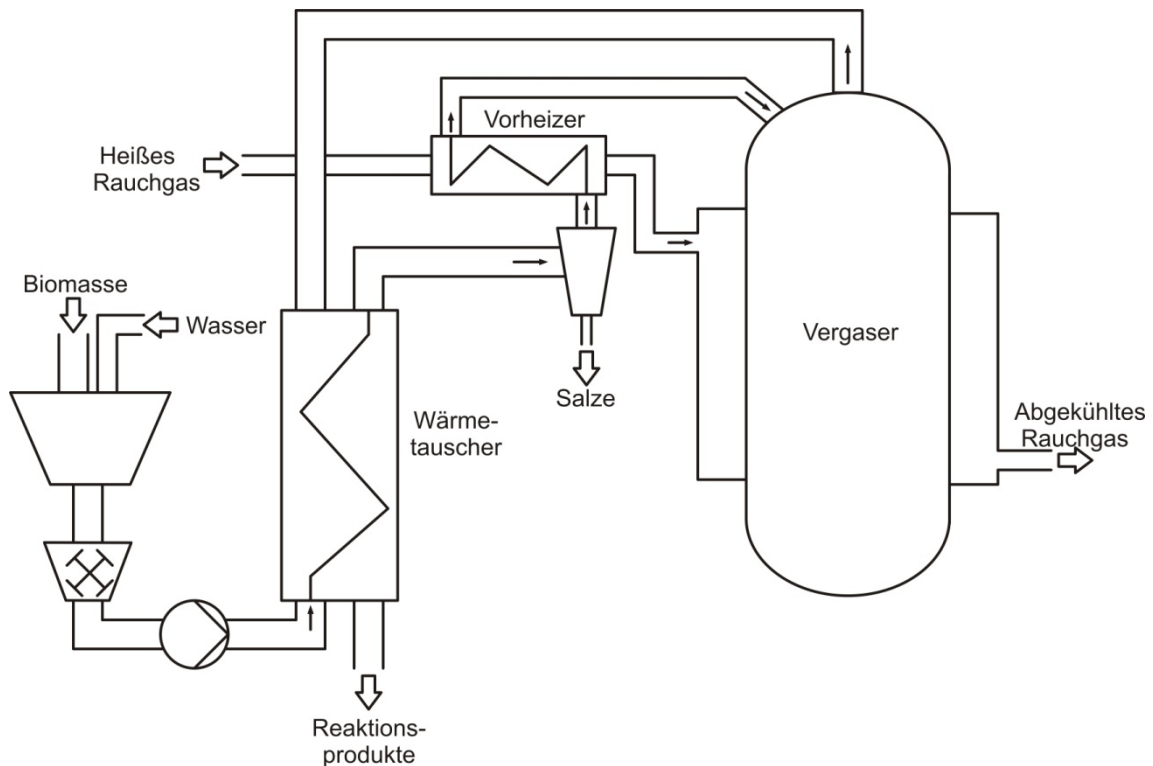 Vorheizer
Heißes
Rauchgas
Biomasse
Wasser
Vergaser
Salze
Wärme-
tauscher
Abgekühltes
Rauchgas
Reaktions-
produkte